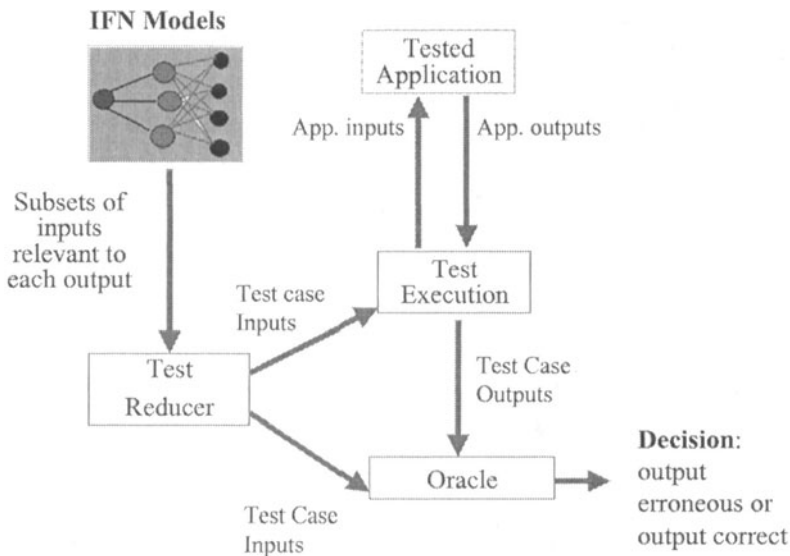 IFN Models
Tested
Application
App. inputs
App. outputs
Subsets of
inputs
relevant to
each output
Test
Execution
Test case
Inputs
Test
Reducer
Test Case
Outputs
Oracle
Test Case
Inputs
Decision:
output
erroneous or
output correct